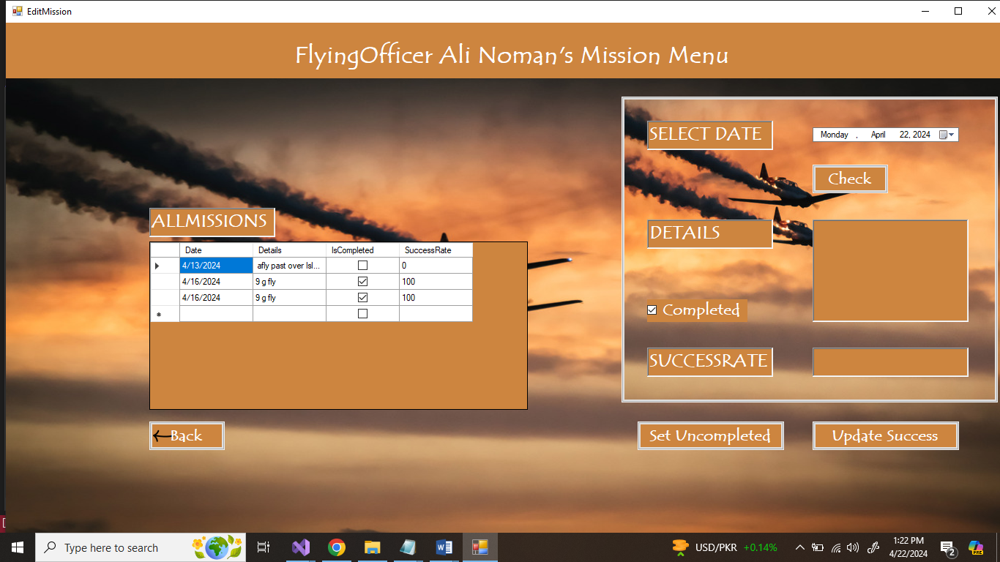 EditMission
FlyingOfficer Ali Noman's Mission Menu
ALLMISSIONS
Date Details IsCompleted SuccessRate
4/13/2024 afly past over Isl... 0
4/16/2024 9 g fly 100
4/16/2024 9 g fly 100
Back
SELECT DATE Monday , April 22, 2024
Check
DETAILS
Completed
SUCCESSRATE
Set Uncompleted Update Success
Type here to search
USD/PKR +0.14%
1:22 PM
4/22/2024
2
PRE